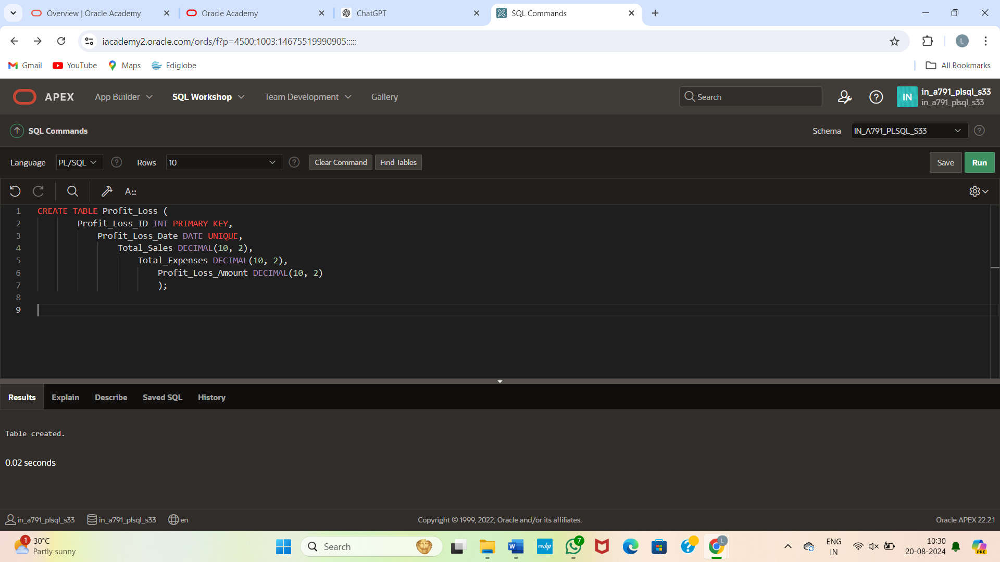 Overview | Oracle Academy
Oracle Academy
ChatGPT
SQL Commands
iacademy2.oracle.com/ords/f?p=4500:1003:14675519990905:::::
L
Gmail
YouTube
Maps
Ediglobe
All Bookmarks
APEX
App Builder
SQL Workshop
Team Development
Gallery
Search
?
IN
in_a791_plsql_s33
in_a791_plsql_s33
SQL Commands
Schema
IN_A791_PLSQL_S33
?
Language
PL/SQL
?
Rows
10
?
Clear Command
Find Tables
Save
Run
A::
1 CREATE TABLE Profit_Loss (
2 Profit_Loss_ID INT PRIMARY KEY,
3 Profit_Loss_Date DATE UNIQUE,
4 Total_Sales DECIMAL(10, 2),
5 Total_Expenses DECIMAL(10, 2),
6 Profit_Loss_Amount DECIMAL(10, 2)
7 );
8
9
Results
Explain
Describe
Saved SQL
History
Table created.
0.02 seconds
in_a791_plsql_s33
in_a791_plsql_s33
en
Copyright © 1999, 2022, Oracle and/or its affiliates.
Oracle APEX 22.2.1
1
30°C
Partly sunny
Search
W
myhp
7
?
L
ENG
IN
10:30
20-08-2024
PRE